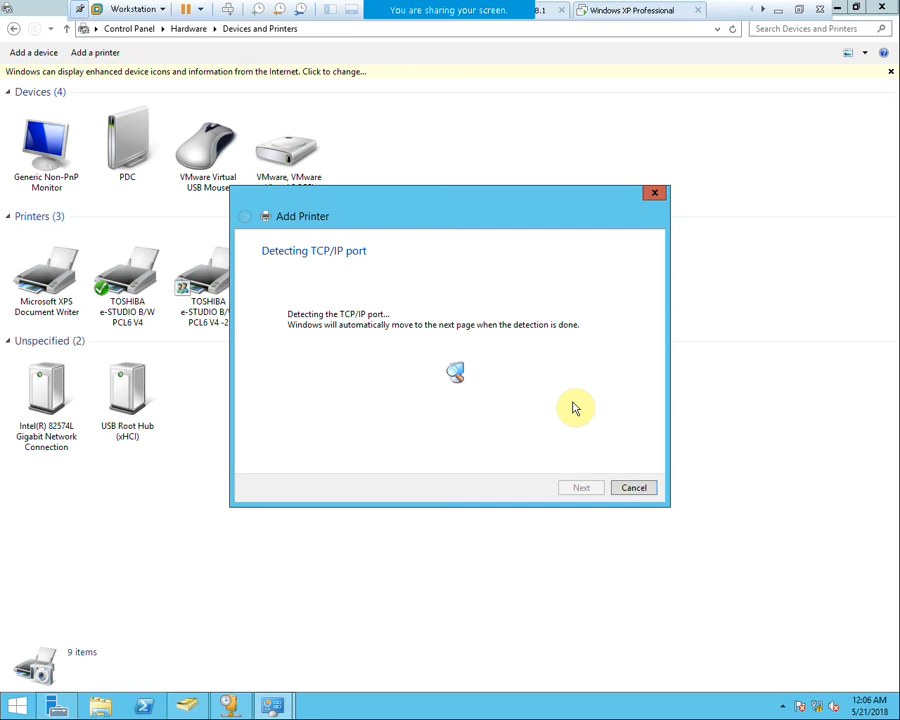 Workstation
You are sharing your screen.
8.1
Windows XP Professional
Control Panel
Hardware
Devices and Printers
Search Devices and Printers
Add a device
Add a printer
Windows can display enhanced device icons and information from the Internet. Click to change...
Devices (4)
Generic Non-PnP
Monitor
PDC
VMware Virtual
USB Mouse
VMware, VMware
Add Printer
Printers (3)
Detecting TCP/IP port
Microsoft XPS
Document Writer
TOSHIBA
e-STUDIO B/W
PCL6 V4
TOSHIBA
e-STUDIO B/
PCL6 V4 -2
Detecting the TCP/IP port...
Windows will automatically move to the next page when the detection is done.
Unspecified (2)
Intel(R) 82574L
Gigabit Network
Connection
USB Root Hub
(xHCI)
Next
Cancel
9 items
12:06 AM
5/21/2018